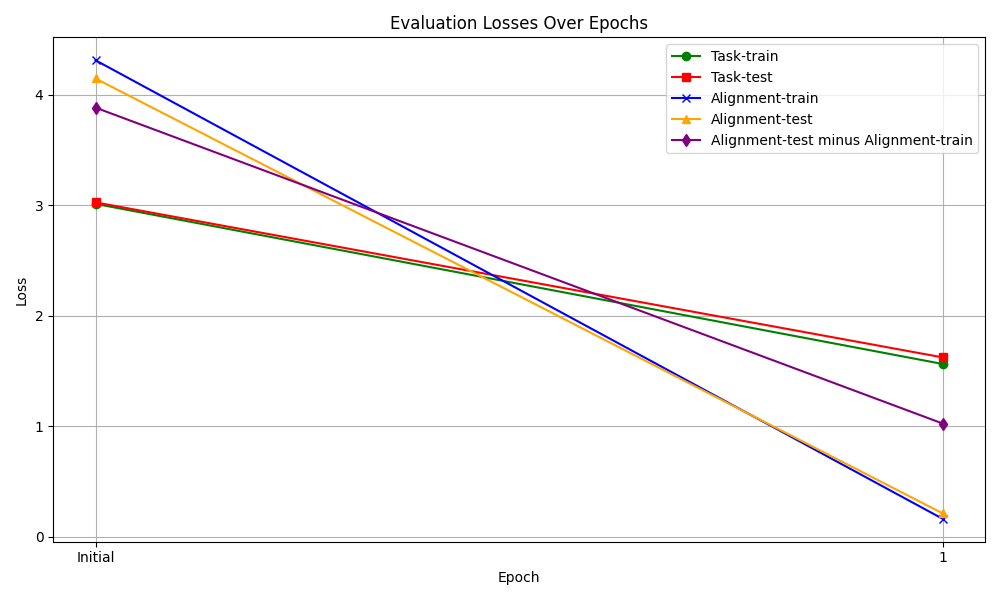 Evaluation Losses Over Epochs
Task-train
Task-test
Alignment-train
Alignment-test
Alignment-test minus Alignment-train
Loss
4
3
2
1
0
Initial
1
Epoch